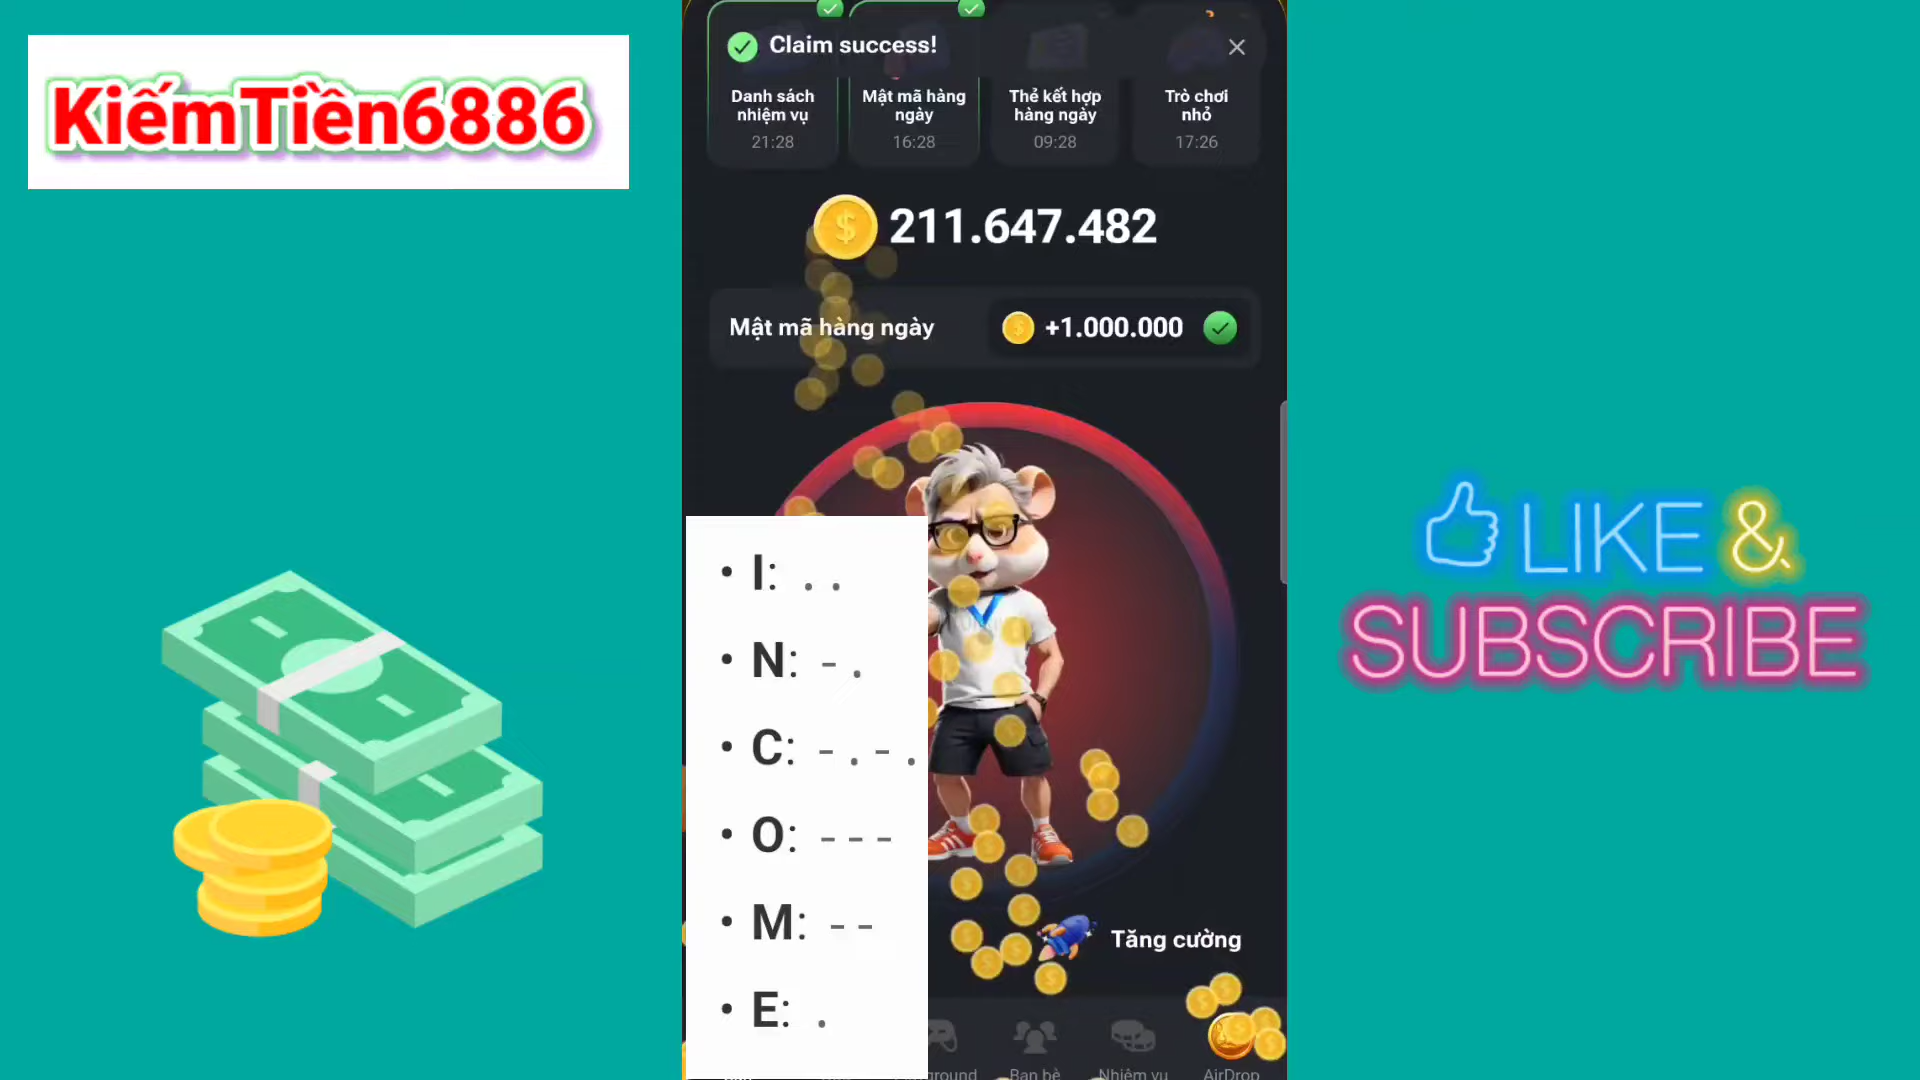 KiếmTiền6886
Claim success!
Danh sách nhiệm vụ
21:28
Mật mã hàng ngày
16:28
Thẻ kết hợp hàng ngày
09:28
Trò chơi nhỏ
17:26
211.647.482
Mật mã hàng ngày
+1.000.000
• I: . .
• N: - .
• C: - . - .
• O: - - -
• M: - -
• E: .
Tăng cường
Bạn bè
Nhiệm vụ
AirDrop
LIKE &
SUBSCRIBE